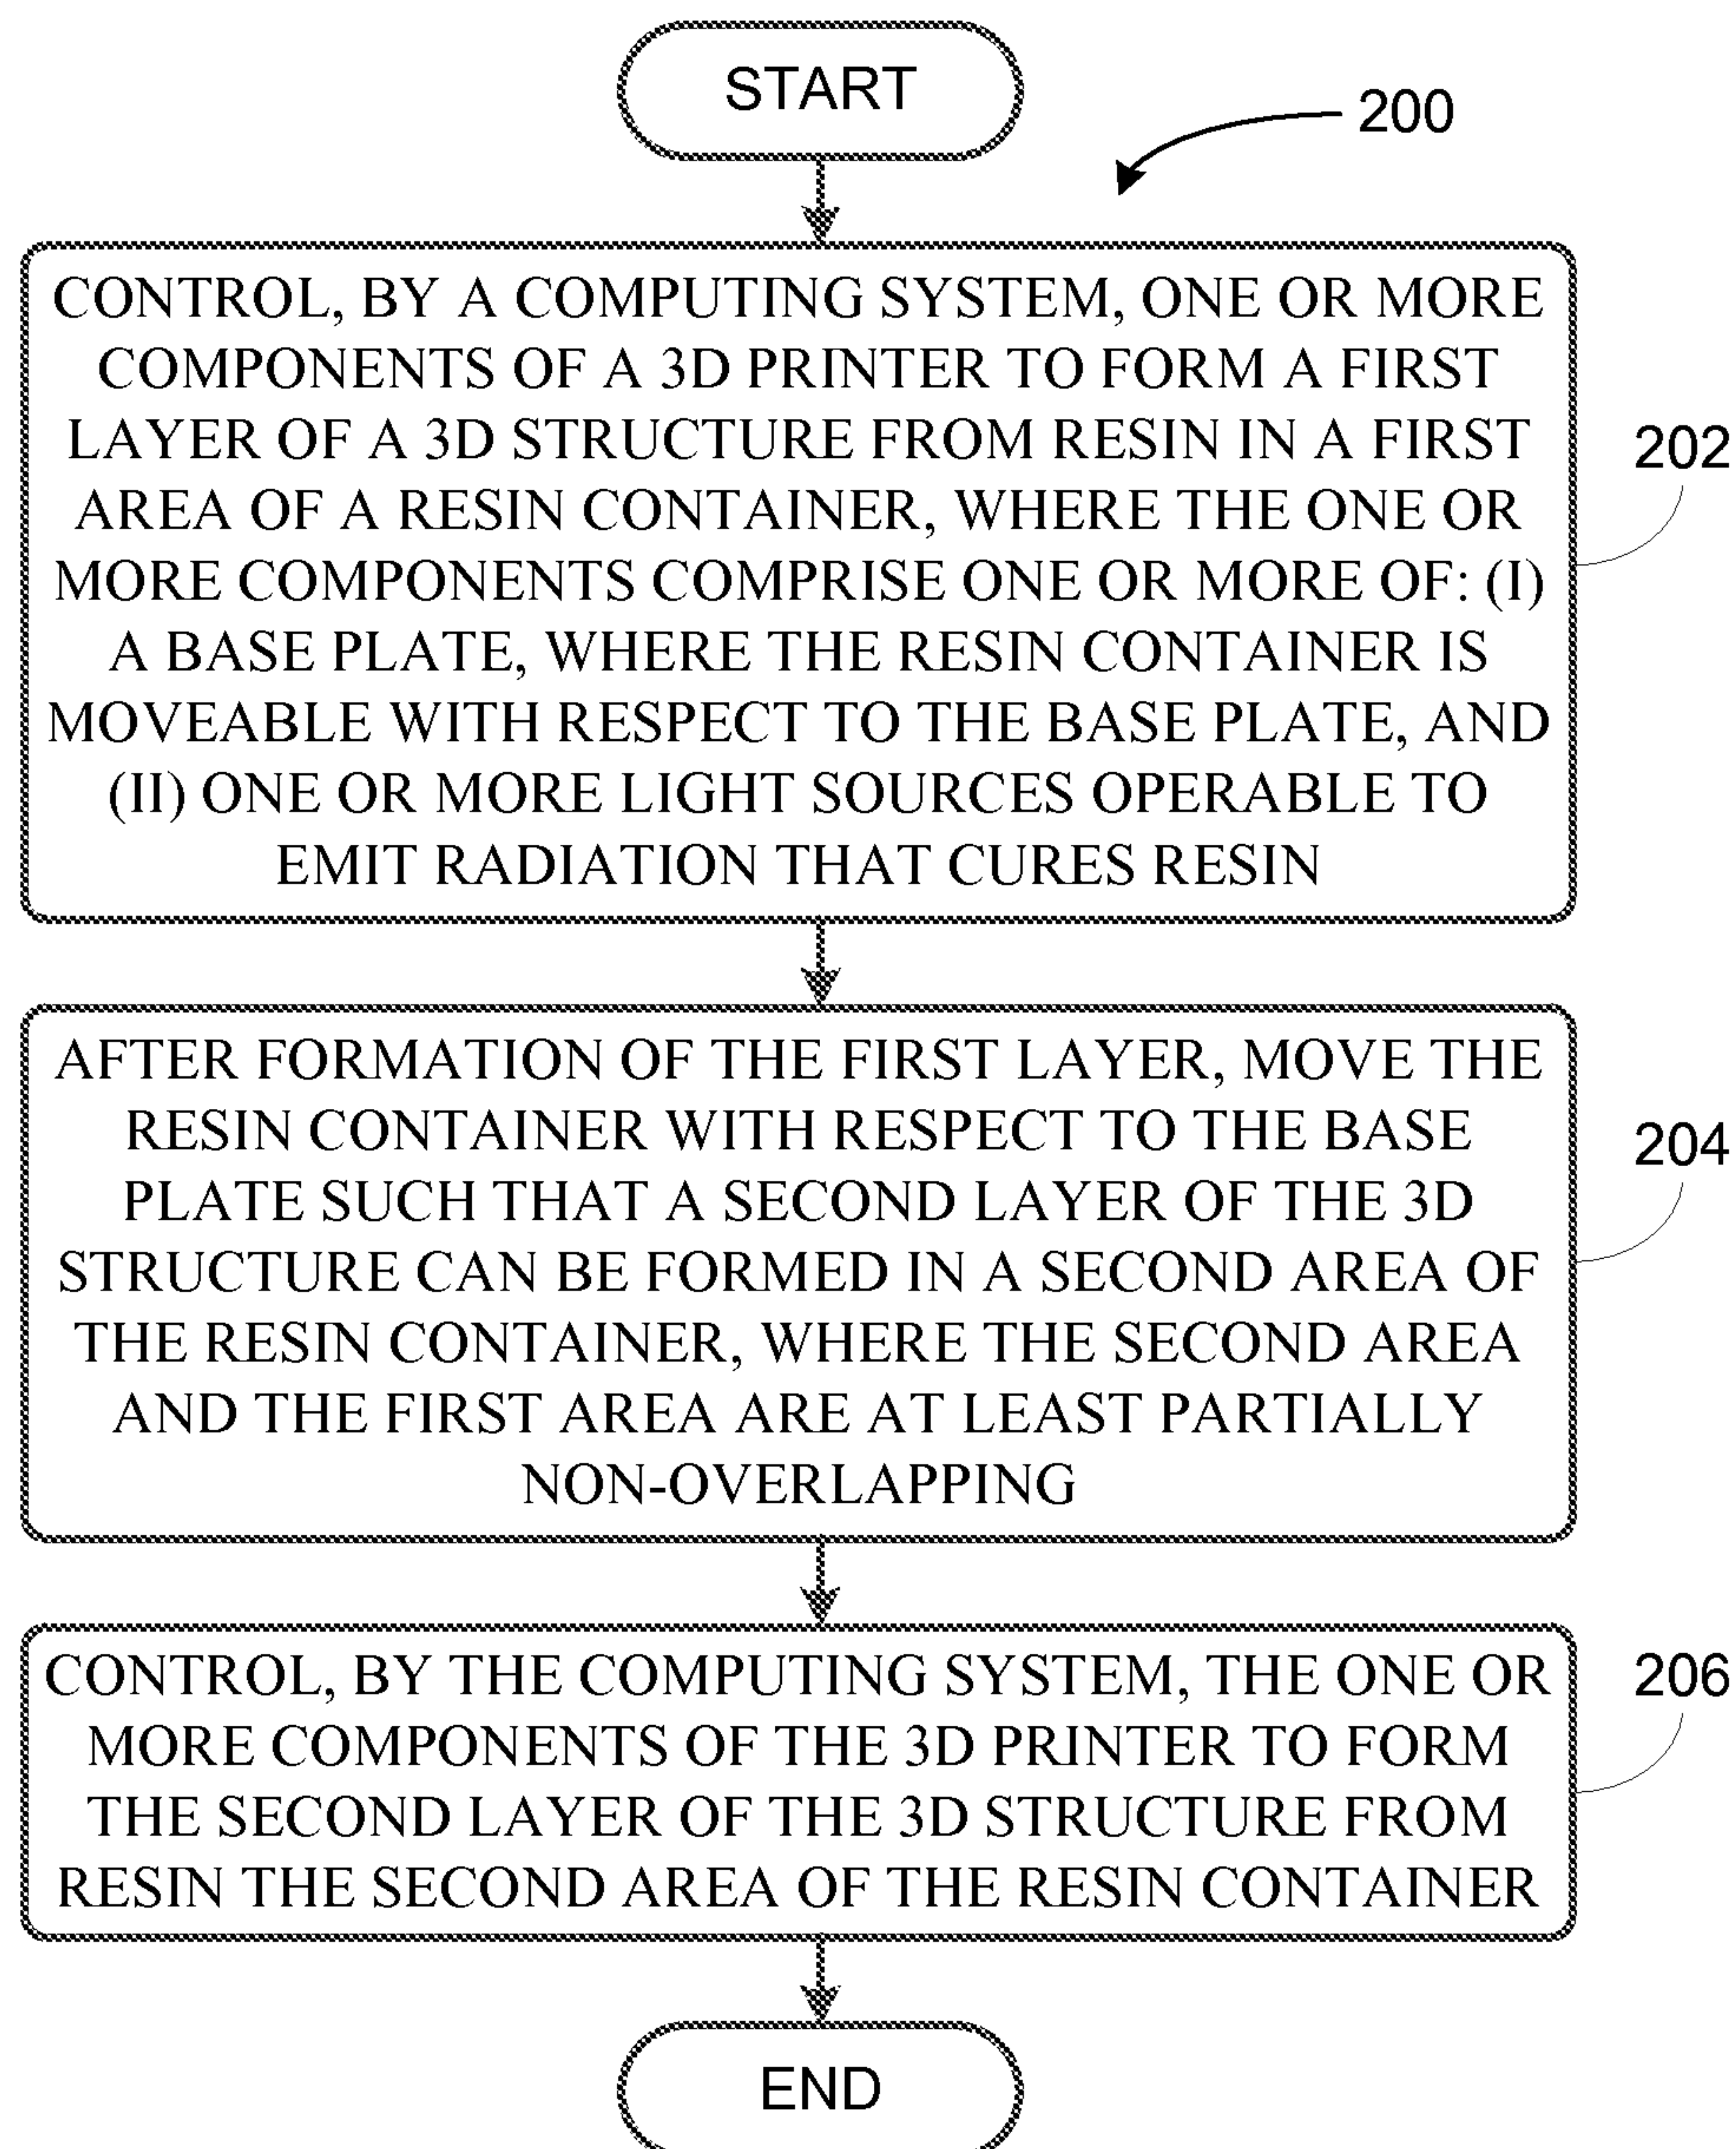 START
200
CONTROL, BY A COMPUTING SYSTEM, ONE OR MORE
COMPONENTS OF A 3D PRINTER TO FORM A FIRST
LAYER OF A 3D STRUCTURE FROM RESIN IN A FIRST
AREA OF A RESIN CONTAINER, WHERE THE ONE OR
MORE COMPONENTS COMPRISE ONE OR MORE OF: (I)
A BASE PLATE, WHERE THE RESIN CONTAINER IS
MOVEABLE WITH RESPECT TO THE BASE PLATE, AND
(II) ONE OR MORE LIGHT SOURCES OPERABLE TO
EMIT RADIATION THAT CURES RESIN
202
AFTER FORMATION OF THE FIRST LAYER, MOVE THE
RESIN CONTAINER WITH RESPECT TO THE BASE
PLATE SUCH THAT A SECOND LAYER OF THE 3D
STRUCTURE CAN BE FORMED IN A SECOND AREA OF
THE RESIN CONTAINER, WHERE THE SECOND AREA
AND THE FIRST AREA ARE AT LEAST PARTIALLY
NON-OVERLAPPING
204
CONTROL, BY THE COMPUTING SYSTEM, THE ONE OR
MORE COMPONENTS OF THE 3D PRINTER TO FORM
THE SECOND LAYER OF THE 3D STRUCTURE FROM
RESIN THE SECOND AREA OF THE RESIN CONTAINER
206
END